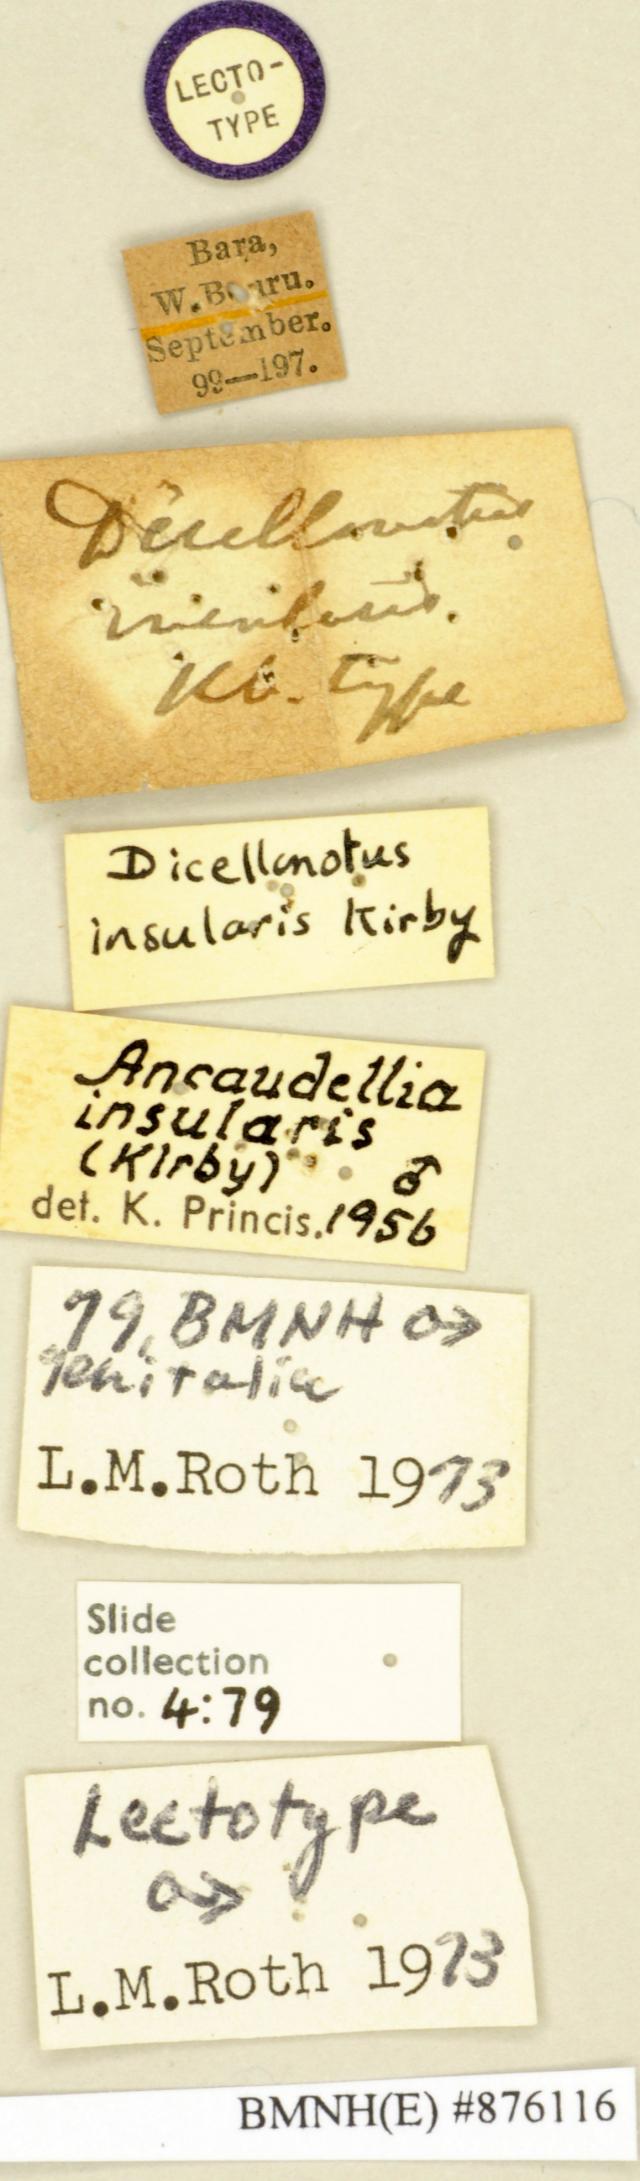 LECTO-
TYPE
Bara,
W.Bouru.
September.
99—197.
Dicellonotus
insularis.
Kb. type
Dicellonotus
insularis Kirby
Ancaudellia
insularis
(Kirby) ♂
det. K. Princis. 1956
79, BMNH ♂
genitalia
L.M.Roth 1973
Slide
collection
no. 4:79
Lectotype
♂
L.M.Roth 1973
BMNH(E) #876116